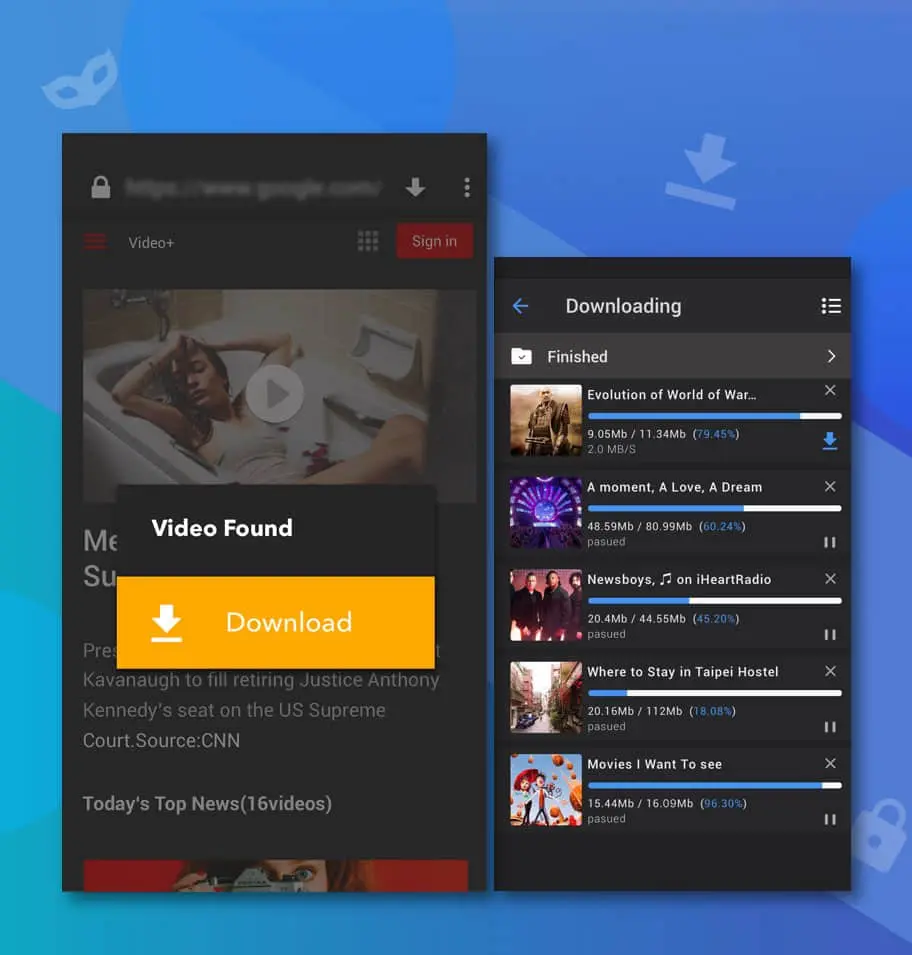 https://www.google.com/
Video+
Sign in
Video Found
Download
Me
Su
Pres
t
Kavanaugh to fill retiring Justice Anthony
Kennedy's seat on the US Supreme
Court.Source:CNN
Today's Top News(16videos)
Downloading
Finished
Evolution of World of War...
9.05Mb / 11.34Mb (79.45%)
2.0 MB/S
A moment, A Love, A Dream
48.59Mb / 80.99Mb (60.24%)
pasued
Newsboys, 🎵 on iHeartRadio
20.4Mb / 44.55Mb (45.20%)
pasued
Where to Stay in Taipei Hostel
20.16Mb / 112Mb (18.08%)
pasued
Movies I Want To see
15.44Mb / 16.09Mb (96.30%)
pasued